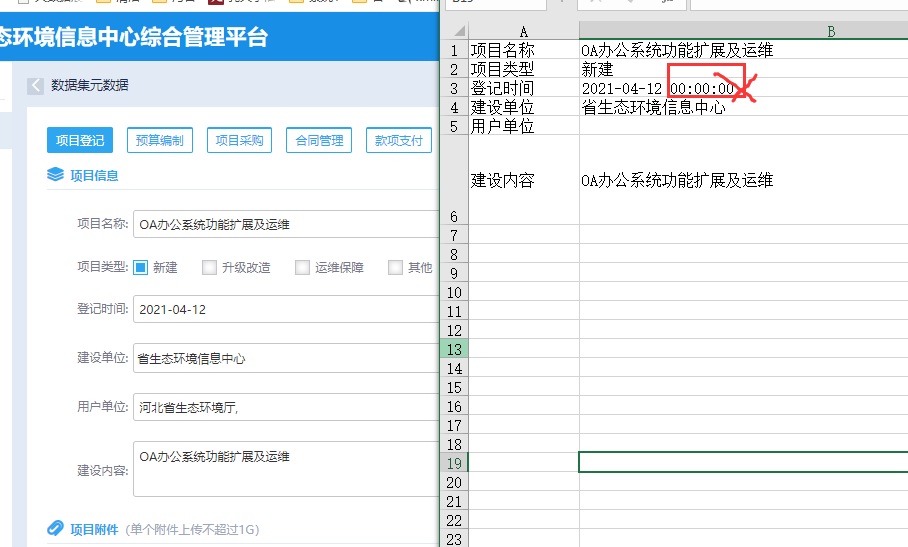 态环境信息中心综合管理平台
数据集元数据
项目登记 预算编制 项目采购 合同管理 款项支付
项目信息
项目名称: OA办公系统功能扩展及运维
项目类型: 新建 升级改造 运维保障 其他
登记时间: 2021-04-12
建设单位: 省生态环境信息中心
用户单位: 河北省生态环境厅,
建设内容: OA办公系统功能扩展及运维
项目附件 (单个附件上传不超过1G)
A B
1 项目名称 OA办公系统功能扩展及运维
2 项目类型 新建
3 登记时间 2021-04-12 00:00:00
4 建设单位 省生态环境信息中心
5 用户单位
6 建设内容 OA办公系统功能扩展及运维
7
8
9
10
11
12
13
14
15
16
17
18
19
20
21
22
23